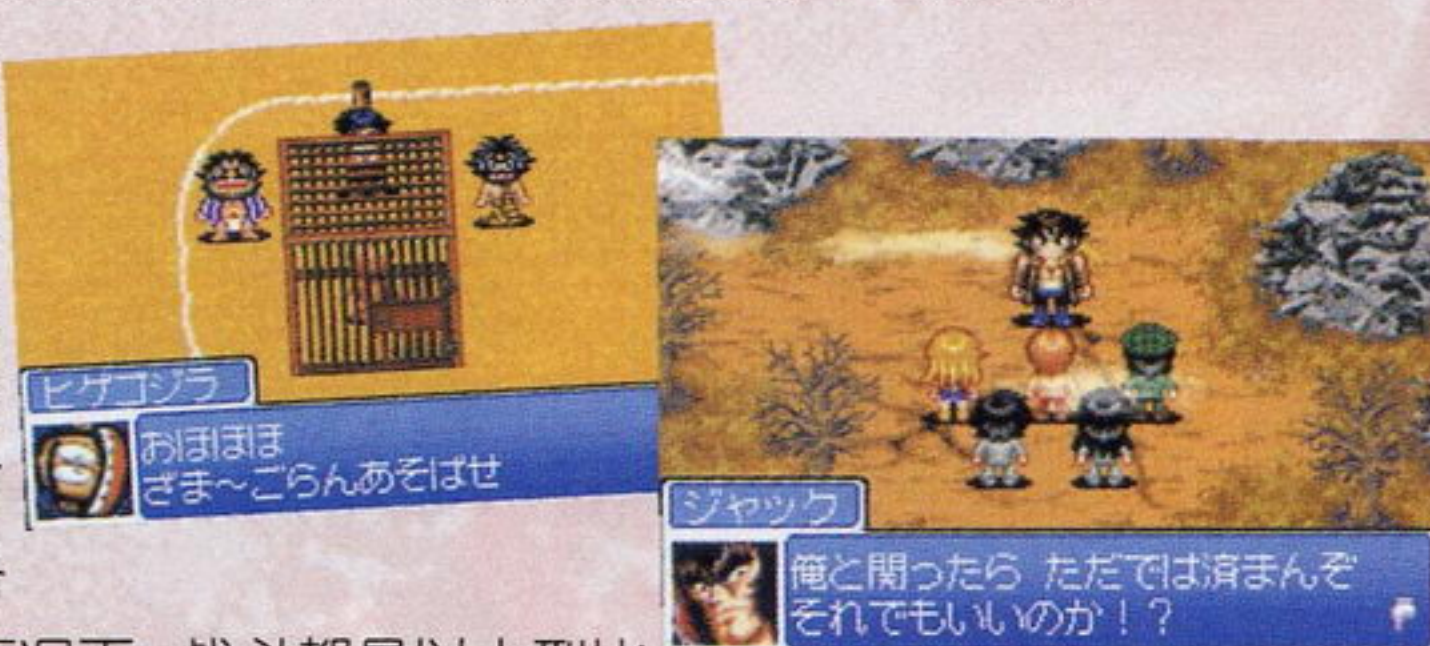 ヒゲゴジラ
おほほほ
ざま～ごらんあそばせ
ジャック
俺と関ったら ただでは済まんぞ
それでもいいのか！？